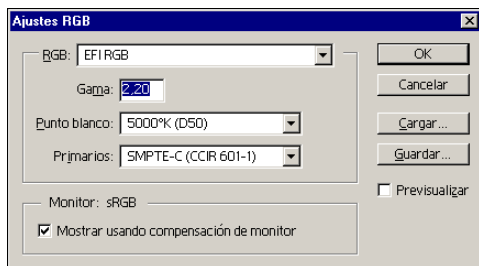 Ajustes RGB
RGB: EFI RGB
Gama: 2,20
Punto blanco: 5000°K (D50)
Primarios: SMPTE-C (CCIR 601-1)
Monitor: sRGB
Mostrar usando compensación de monitor
OK
Cancelar
Cargar...
Guardar...
Previsualizar